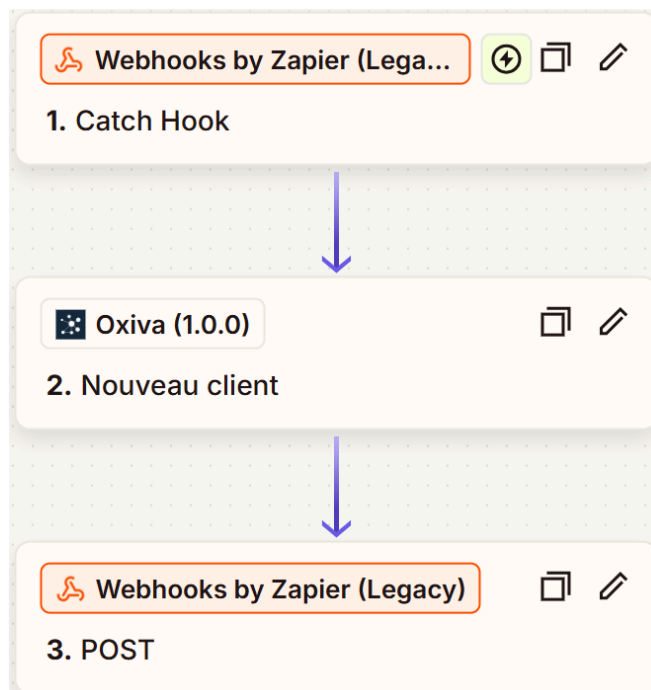 Webhooks by Zapier (Lega...
1. Catch Hook
Oxiva (1.0.0)
2. Nouveau client
Webhooks by Zapier (Legacy)
3. POST